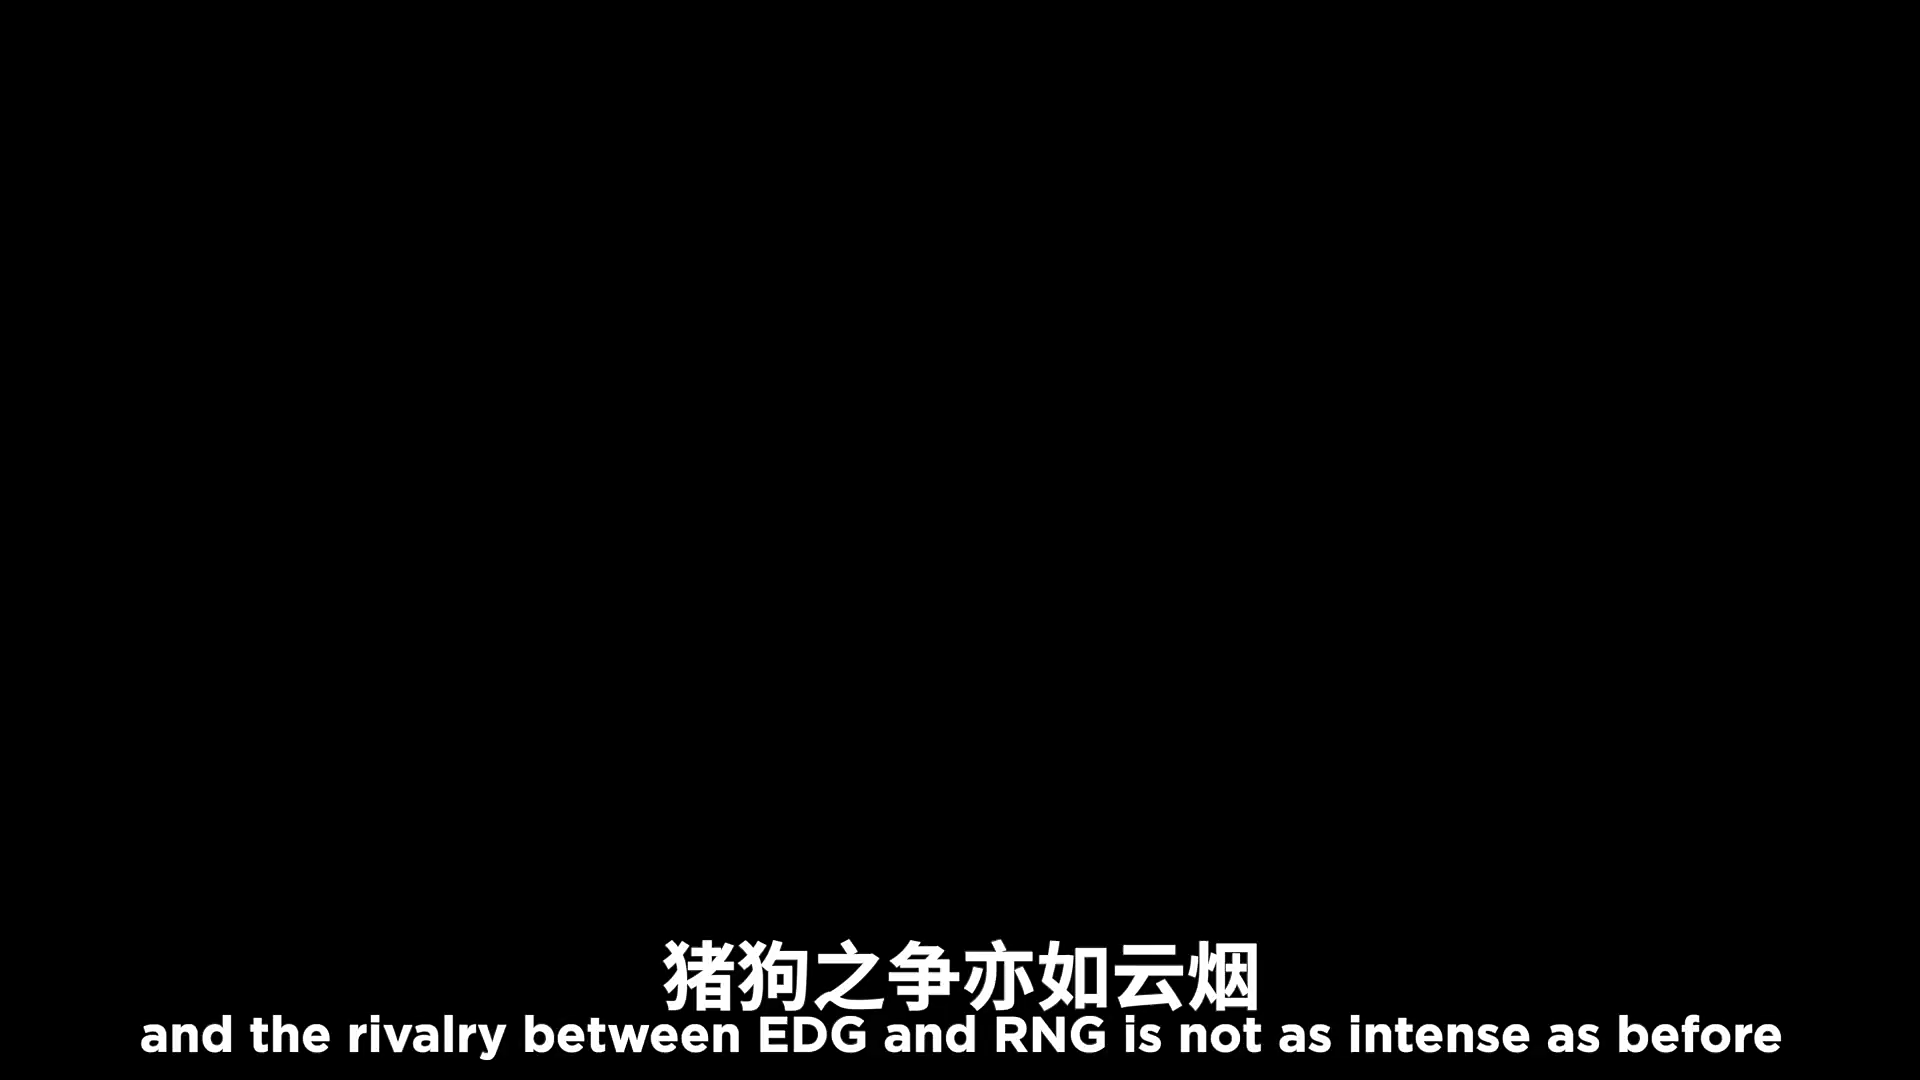 猪狗之争亦如云烟
and the rivalry between EDG and RNG is not as intense as before